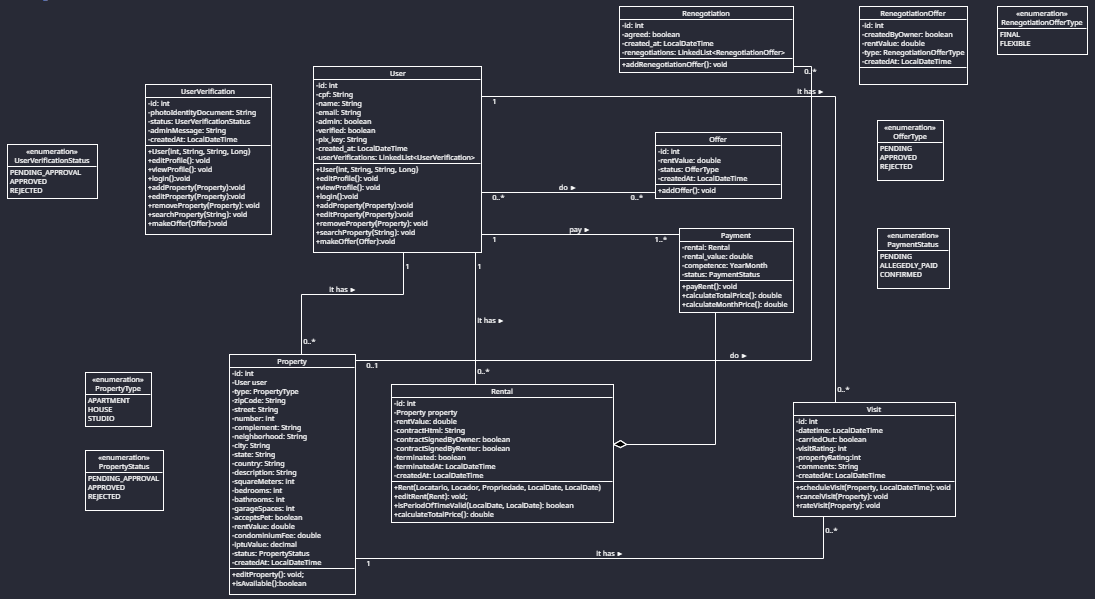 Renegotiation
-id: int
-agreed: boolean
-created_at: LocalDateTime
-renegotiations: LinkedList<RenegotiationOffer>
+addRenegotiationOffer(): void
RenegotiationOffer
-id: int
-createdByOwner: boolean
-rentValue: double
-type: RenegotiationOfferType
-createdAt: LocalDateTime
«enumeration»
RenegotiationOfferType
FINAL
FLEXIBLE
User
-id: int
-cpf: String
-name: String
-email: String
-admin: boolean
-verified: boolean
-pix_key: String
-created_at: LocalDateTime
-userVerifications: LinkedList<UserVerification>
+User(int, String, String, Long)
+editProfile(): void
+viewProfile(): void
+login():void
+addProperty(Property):void
+editProperty(Property): void
+removeProperty(Property): void
+searchProperty(String): void
+makeOffer(Offer):void
UserVerification
-id: int
-photoIdentityDocument: String
-status: UserVerificationStatus
-adminMessage: String
-createdAt: LocalDateTime
+User(int, String, String, Long)
+editProfile(): void
+viewProfile(): void
+login():void
+addProperty(Property):void
+editProperty(Property): void
+removeProperty(Property): void
+searchProperty(String): void
+makeOffer(Offer):void
«enumeration»
UserVerificationStatus
PENDING_APPROVAL
APPROVED
REJECTED
0..*
1
it has ►
Offer
-id: int
-rentValue: double
-status: OfferType
-createdAt: LocalDateTime
+addOffer(): void
«enumeration»
OfferType
PENDING
APPROVED
REJECTED
do ►
0..*
0..*
pay ►
1
1..*
Payment
-rental: Rental
-rental_value: double
-competence: YearMonth
-status: PaymentStatus
+payRent(): void
+calculateTotalPrice(): double
+calculateMonthPrice(): double
«enumeration»
PaymentStatus
PENDING
ALLEGEDLY_PAID
CONFIRMED
1
1
it has ►
it has ►
0..*
do ►
0..1
0..*
0..*
Property
-id: int
-User user
-type: PropertyType
-zipCode: String
-street: String
-number: int
-complement: String
-neighborhood: String
-city: String
-state: String
-country: String
-description: String
-squareMeters: int
-bedrooms: int
-bathrooms: int
-garageSpaces: int
-acceptsPet: boolean
-rentValue: double
-condominiumFee: double
-iptuValue: decimal
-status: PropertyStatus
-createdAt: LocalDateTime
+editProperty(): void;
+isAvailable():boolean
«enumeration»
PropertyType
APARTMENT
HOUSE
STUDIO
«enumeration»
PropertyStatus
PENDING_APPROVAL
APPROVED
REJECTED
Rental
-id: int
-Property property
-rentValue: double
-contractHtml: String
-contractSignedByOwner: boolean
-contractSignedByRenter: boolean
-terminated: boolean
-terminatedAt: LocalDateTime
-createdAt: LocalDateTime
+Rent(Locatario, Locador, Propriedade, LocalDate, LocalDate)
+editRent(Rent): void;
+isPeriodOfTimeValid(LocalDate, LocalDate): boolean
+calculateTotalPrice(): double
Visit
-id: int
-datetime: LocalDateTime
-carriedOut: boolean
-visitRating: int
-propertyRating:int
-comments: String
-createdAt: LocalDateTime
+scheduleVisit(Property, LocalDateTime): void
+cancelVisit(Property): void
+rateVisit(Property): void
0..*
it has ►
1